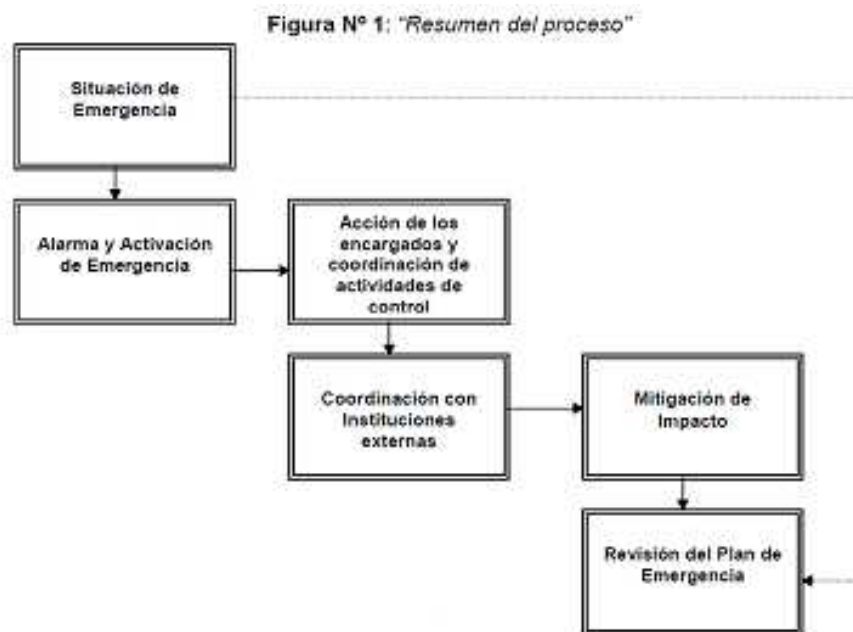 Figura Nº 1: "Resumen del proceso"
Situación de
Emergencia
Alarma y Activación
de Emergencia
Acción de los
encargados y
coordinación de
actividades de
control
Coordinación con
Instituciones
externas
Mitigación de
Impacto
Revisión del Plan de
Emergencia